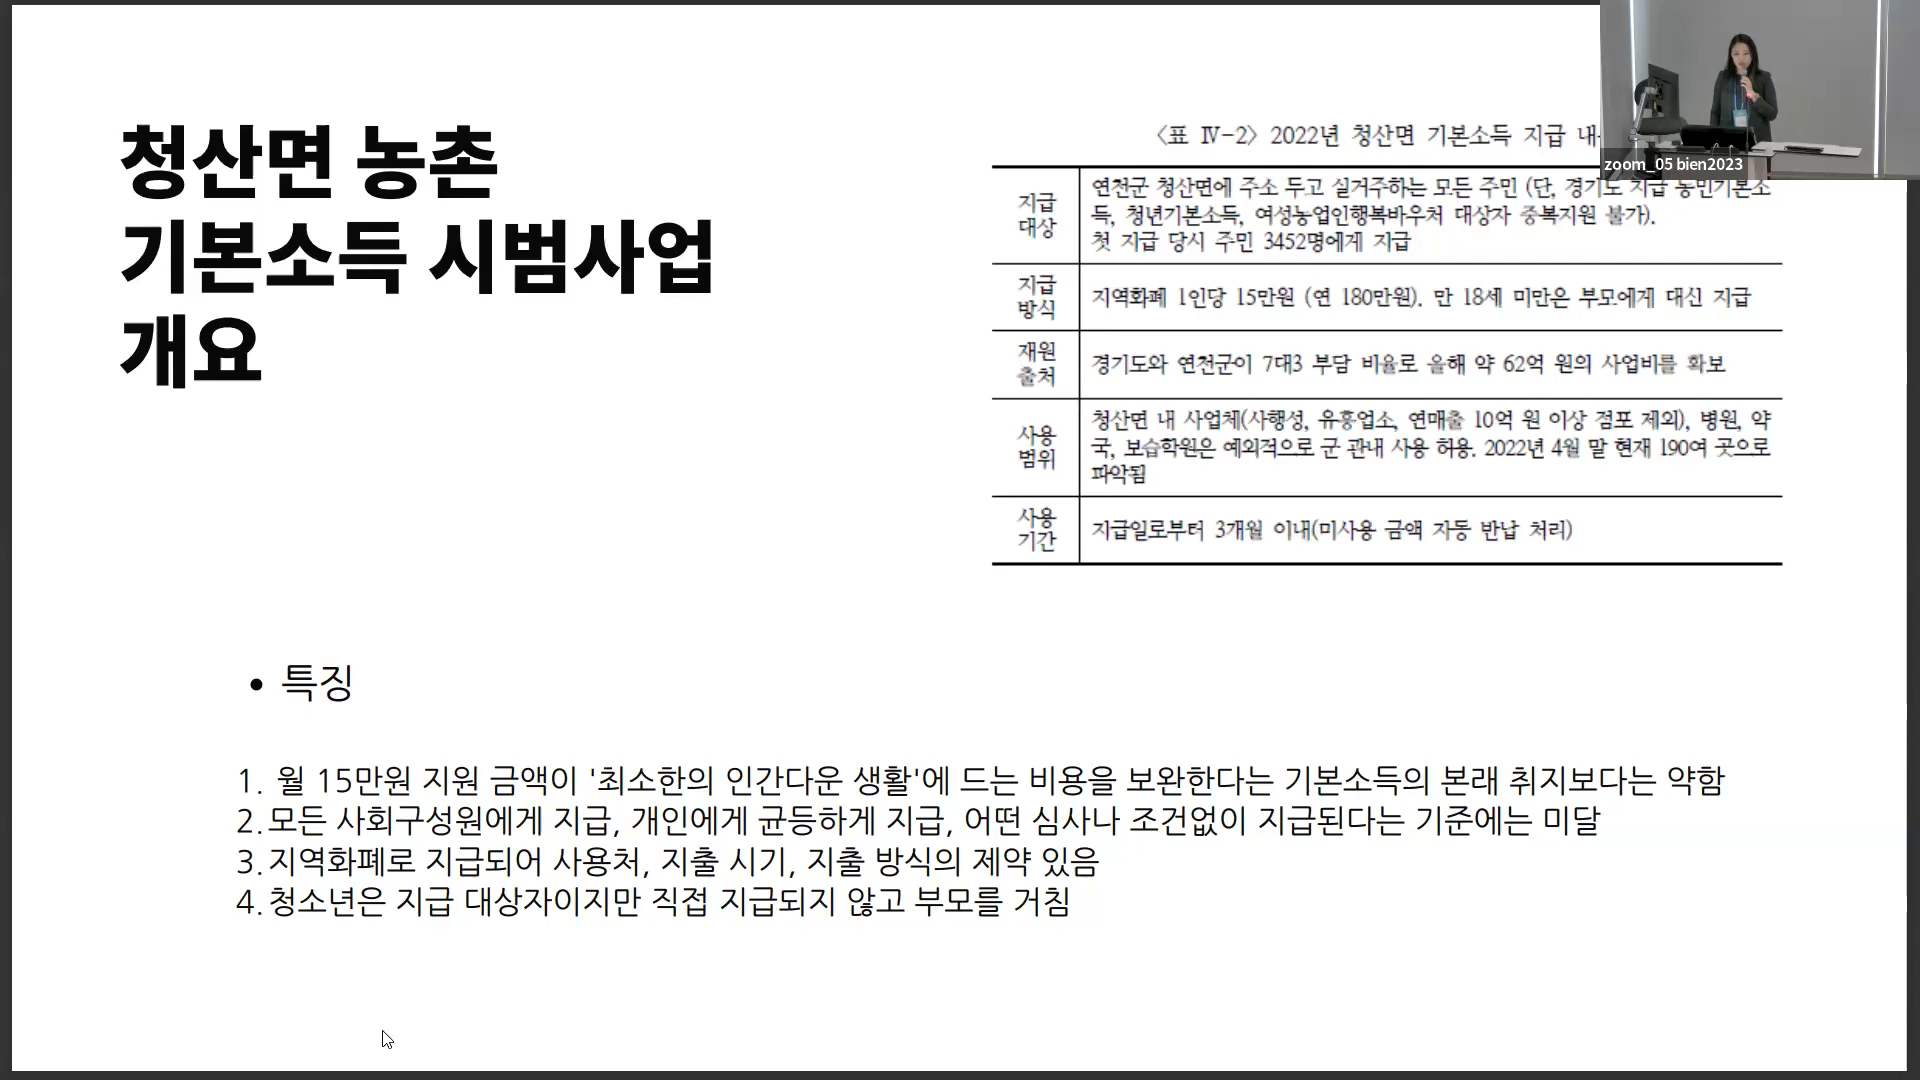 청산면 농촌
기본소득 시범사업
개요
〈표 Ⅳ-2〉 2022년 청산면 기본소득 지급
zoom_05 bien2023
지급
대상
연천군 청산면에 주소 두고 실거주하는 모든 주민 (단, 경기도 지급 농민기본소
득, 청년기본소득, 여성농업인행복바우처 대상자 중복지원 불가).
첫 지급 당시 주민 3452명에게 지급
지급
방식
지역화폐 1인당 15만원 (연 180만원). 만 18세 미만은 부모에게 대신 지급
재원
출처
경기도와 연천군이 7대3 부담 비율로 올해 약 62억 원의 사업비를 확보
사용
범위
청산면 내 사업체(사행성, 유흥업소, 연매출 10억 원 이상 점포 제외), 병원, 약
국, 보습학원은 예외적으로 군 관내 사용 허용. 2022년 4월 말 현재 190여 곳으로
파악됨
사용
기간
지급일로부터 3개월 이내(미사용 금액 자동 반납 처리)
• 특징
1. 월 15만원 지원 금액이 '최소한의 인간다운 생활'에 드는 비용을 보완한다는 기본소득의 본래 취지보다는 약함
2. 모든 사회구성원에게 지급, 개인에게 균등하게 지급, 어떤 심사나 조건없이 지급된다는 기준에는 미달
3. 지역화폐로 지급되어 사용처, 지출 시기, 지출 방식의 제약 있음
4. 청소년은 지급 대상자이지만 직접 지급되지 않고 부모를 거침